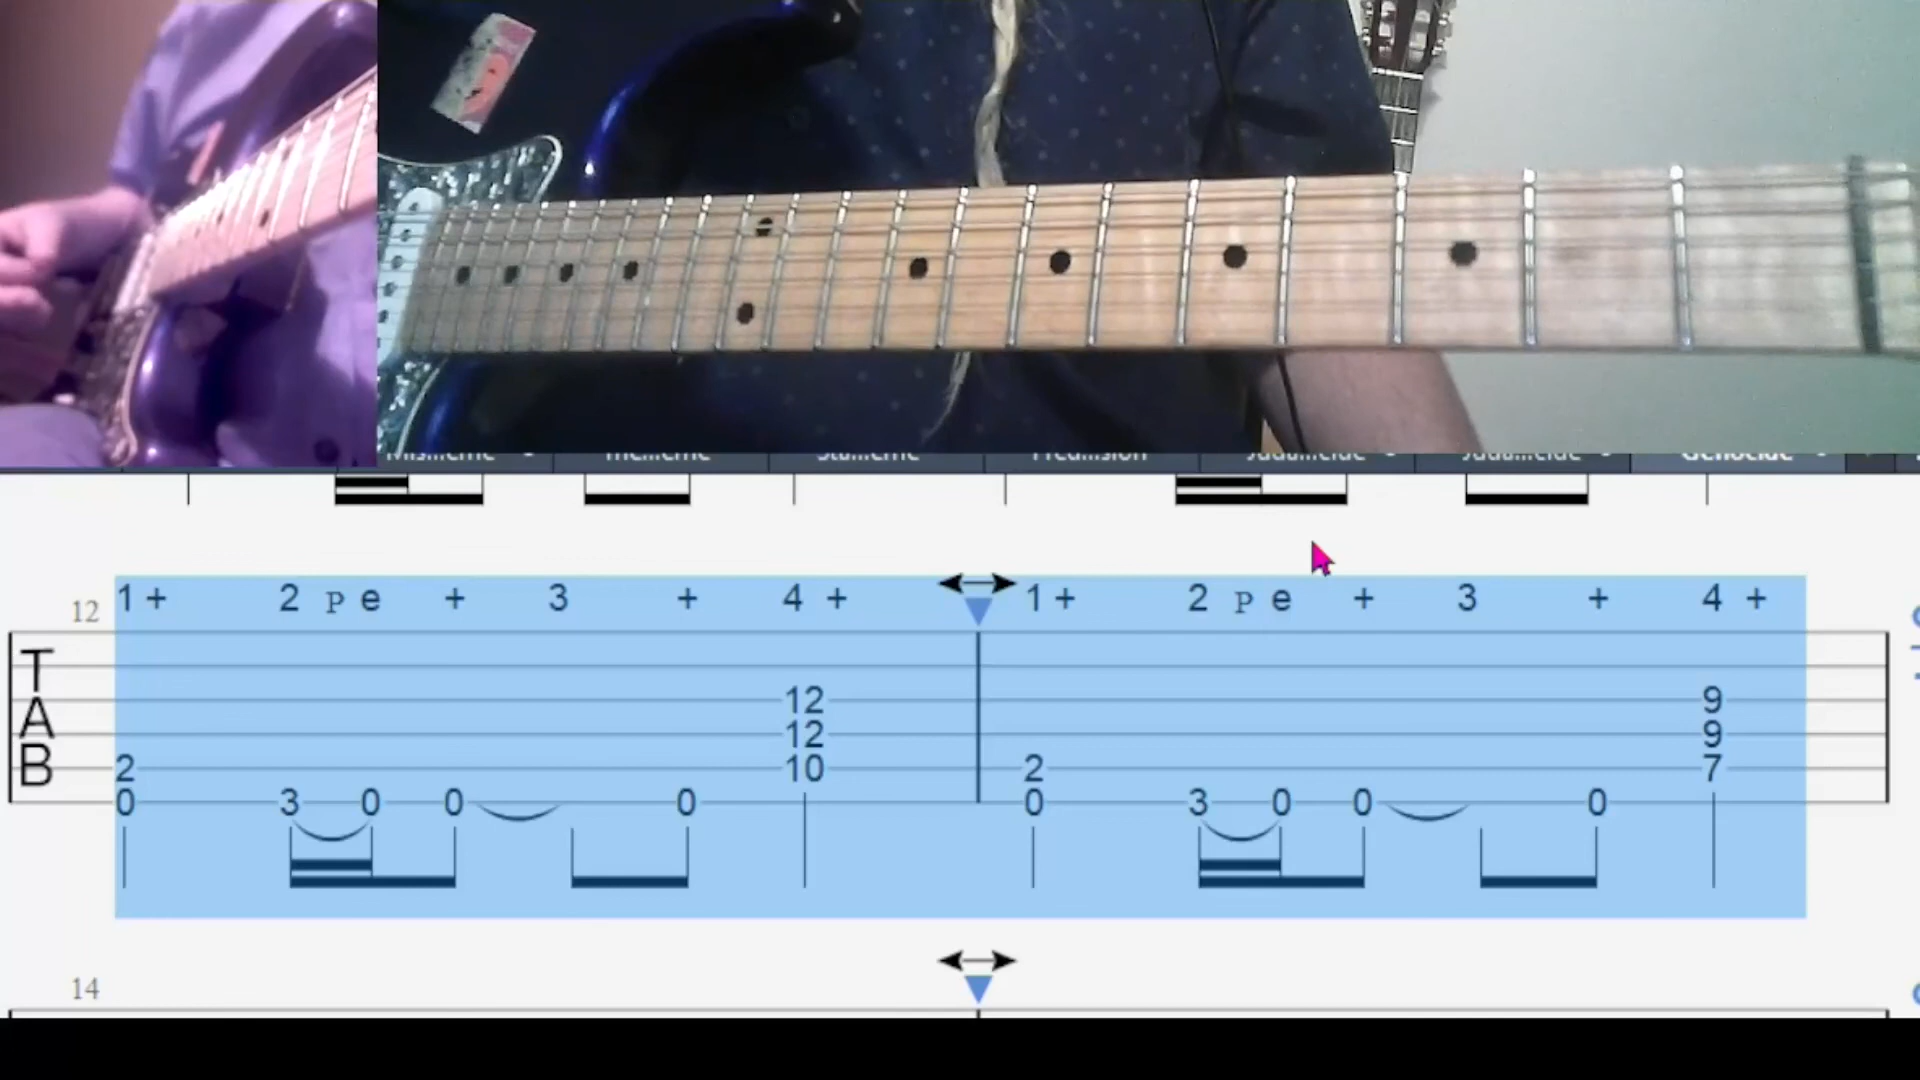 Genocide
12 1 + 2 P e + 3 + 4 + 1 + 2 P e + 3 + 4 +
T
A
B
12 9
12 9
2 10 2 7
0 3 0 0 0 0 3 0 0 0
14